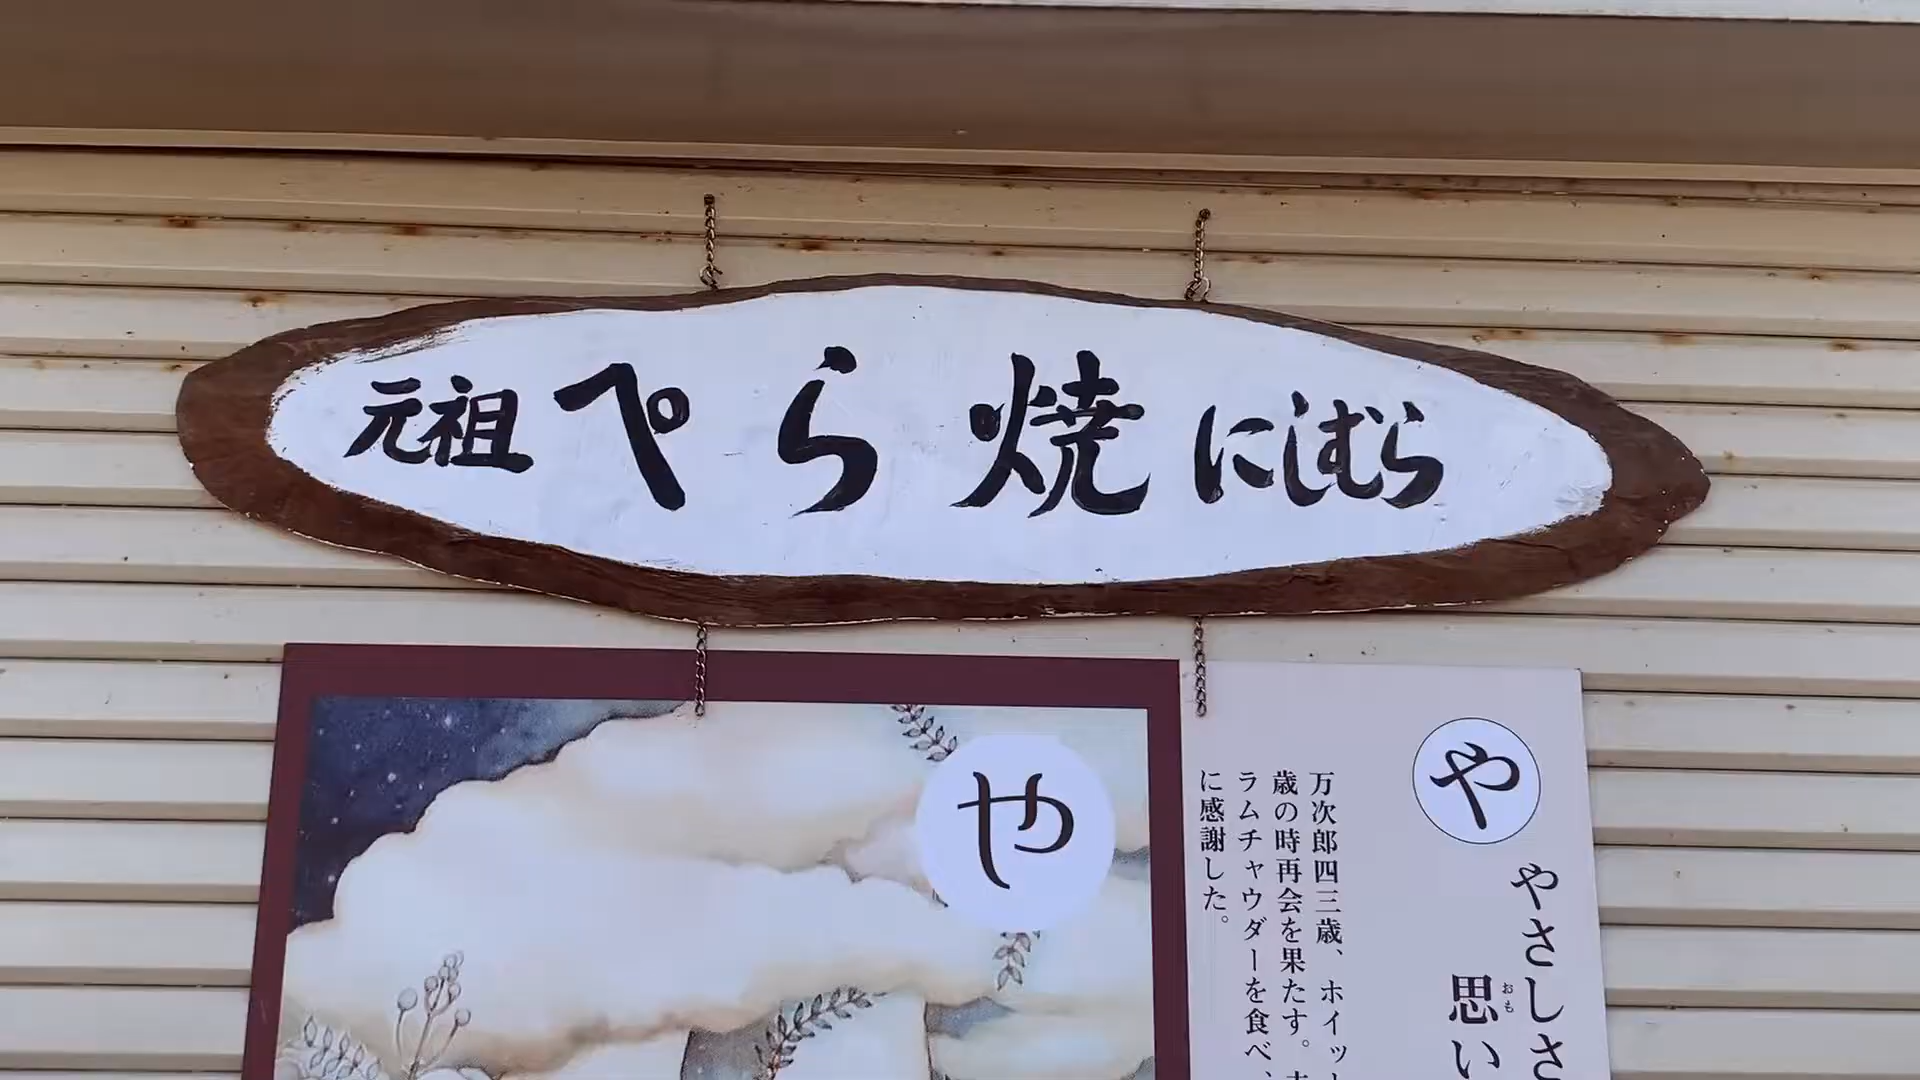 元祖 ぺら焼 にしむら
や
や
やさしさ
思い
おも
万次郎四三歳、ホイット
歳の時再会を果たす。
ラムチャウダーを食べ、
に感謝した。